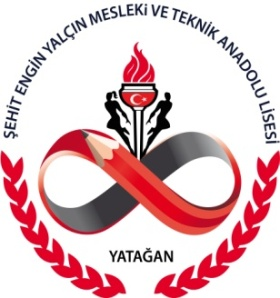 ŞEHİT ENGİN YALÇIN MESLEKİ VE TEKNİK ANADOLU LİSESİ
YATAĞAN